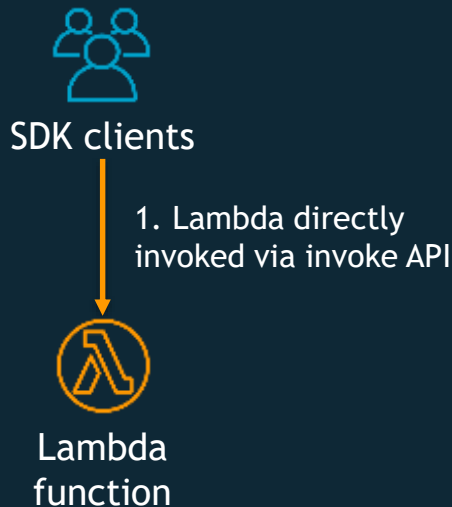 SDK clients
1. Lambda directly
invoked via invoke API
Lambda
function